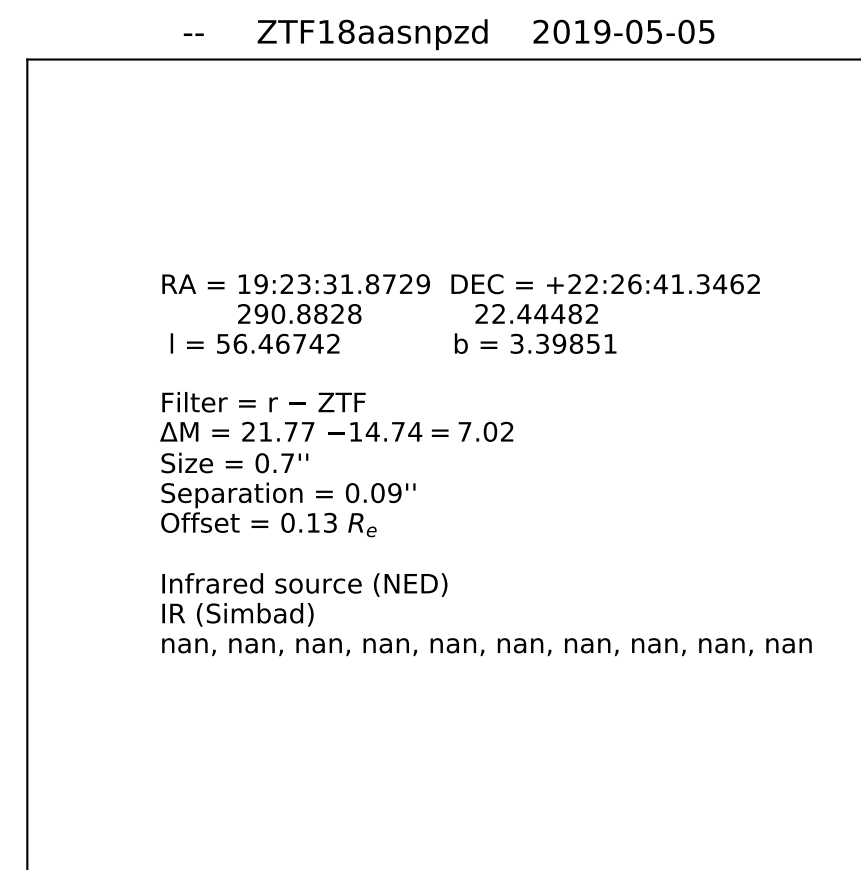 -- ZTF18aasnpzd 2019-05-05
RA = 19:23:31.8729 DEC = +22:26:41.3462
290.8828 22.44482
l = 56.46742 b = 3.39851
Filter = r − ZTF
ΔM = 21.77 −14.74 = 7.02
Size = 0.7''
Separation = 0.09''
Offset = 0.13 Re
Infrared source (NED)
IR (Simbad)
nan, nan, nan, nan, nan, nan, nan, nan, nan, nan